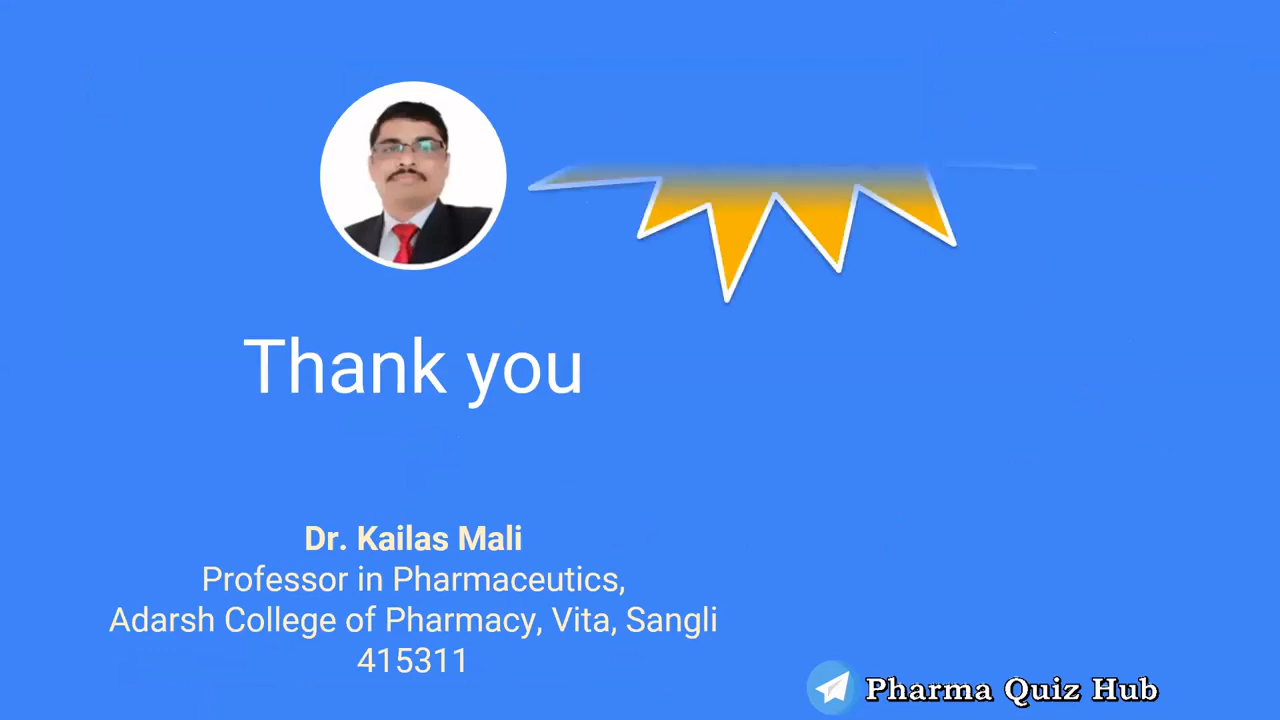 Thank you
Dr. Kailas Mali
Professor in Pharmaceutics,
Adarsh College of Pharmacy, Vita, Sangli
415311
Pharma Quiz Hub